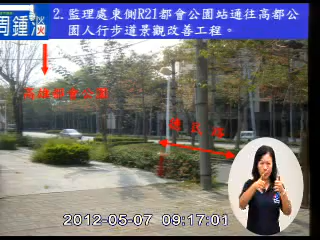 周鍾
2.監理處東側R21都會公園站通往高都公
園人行步道景觀改善工程。
高雄都會公園
2012-05-07 09:17:01